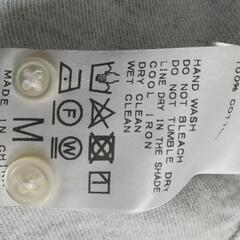 100% COT
HAND WASH
DO NOT BLEACH
DO NOT TUMBLE DRY
LINE DRY IN THE SHADE
COOL IRON
DRY CLEAN
WET CLEAN
F W
M
MADE IN CHINA